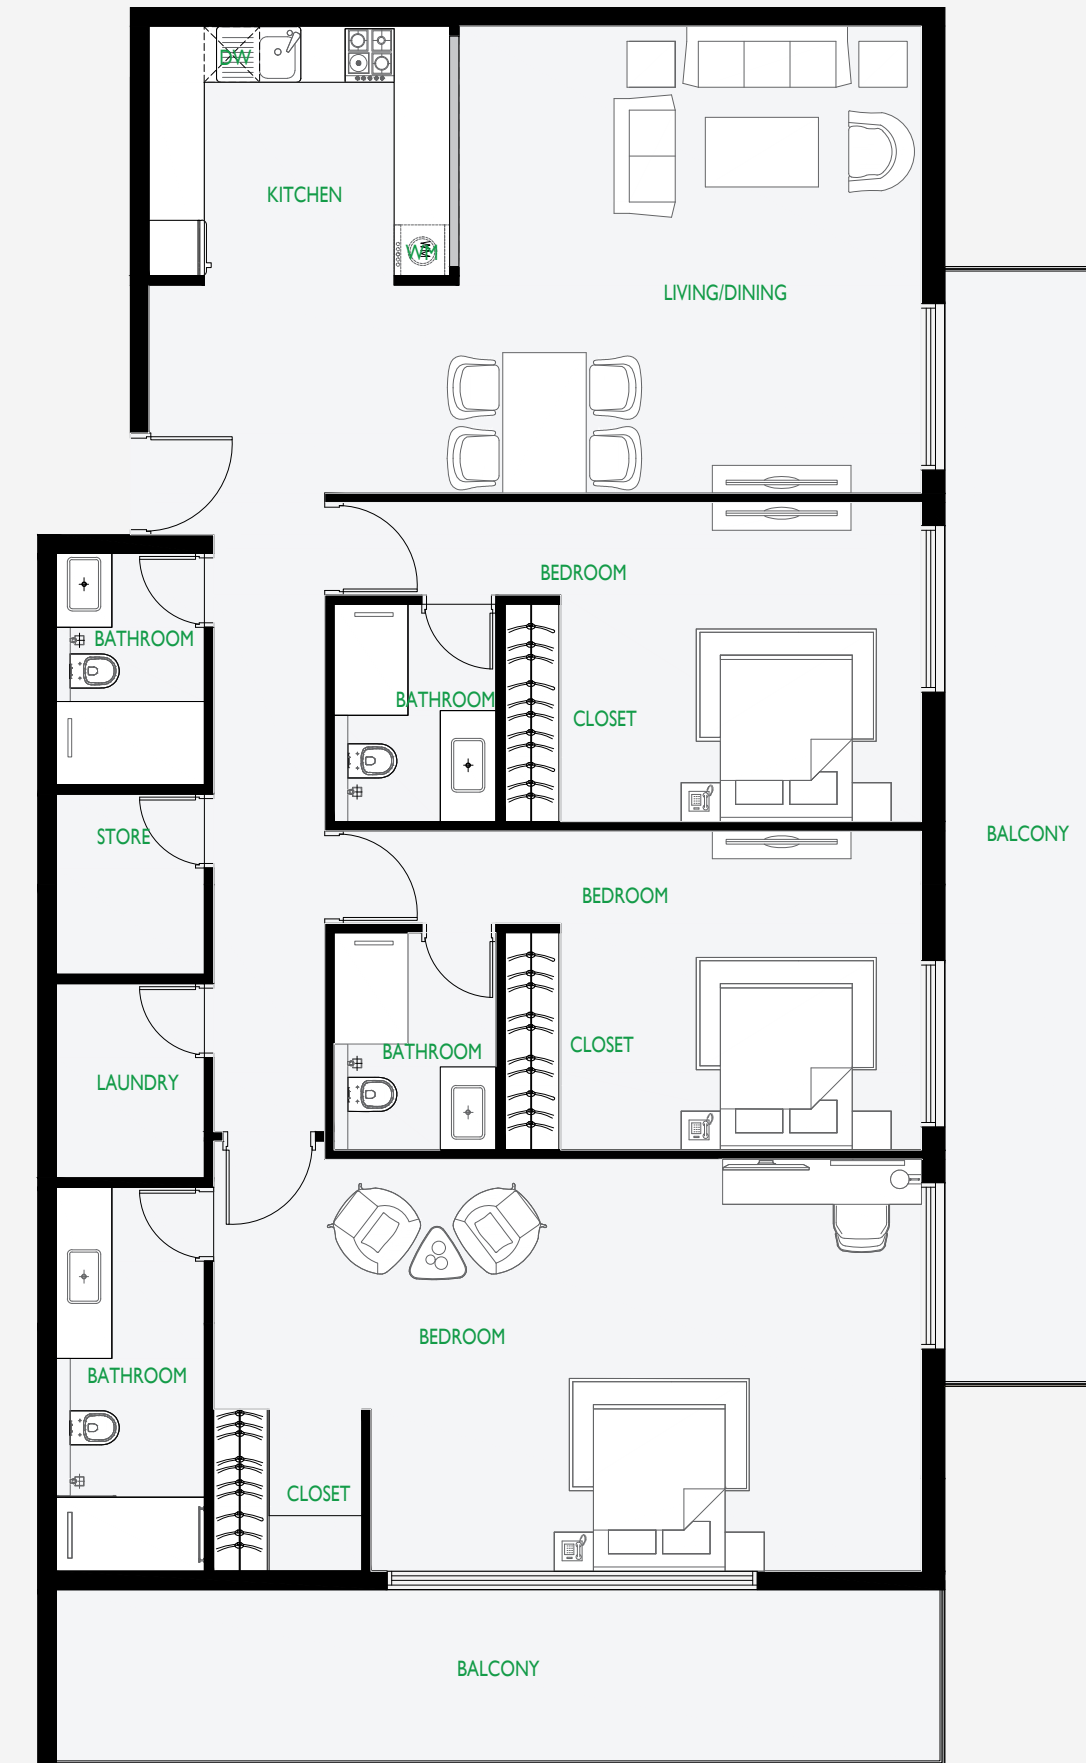 DW
KITCHEN
WM
LIVING/DINING
BEDROOM
BATHROOM
BATHROOM
CLOSET
STORE
BALCONY
BEDROOM
CLOSET
BATHROOM
LAUNDRY
BEDROOM
BATHROOM
CLOSET
BALCONY